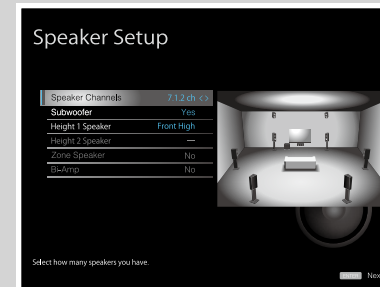 Speaker Setup
Speaker Channels 7.1.2 ch < >
Subwoofer Yes
Height 1 Speaker Front High
Height 2 Speaker ---
Zone Speaker No
Bi-Amp No
Select how many speakers you have.
Next